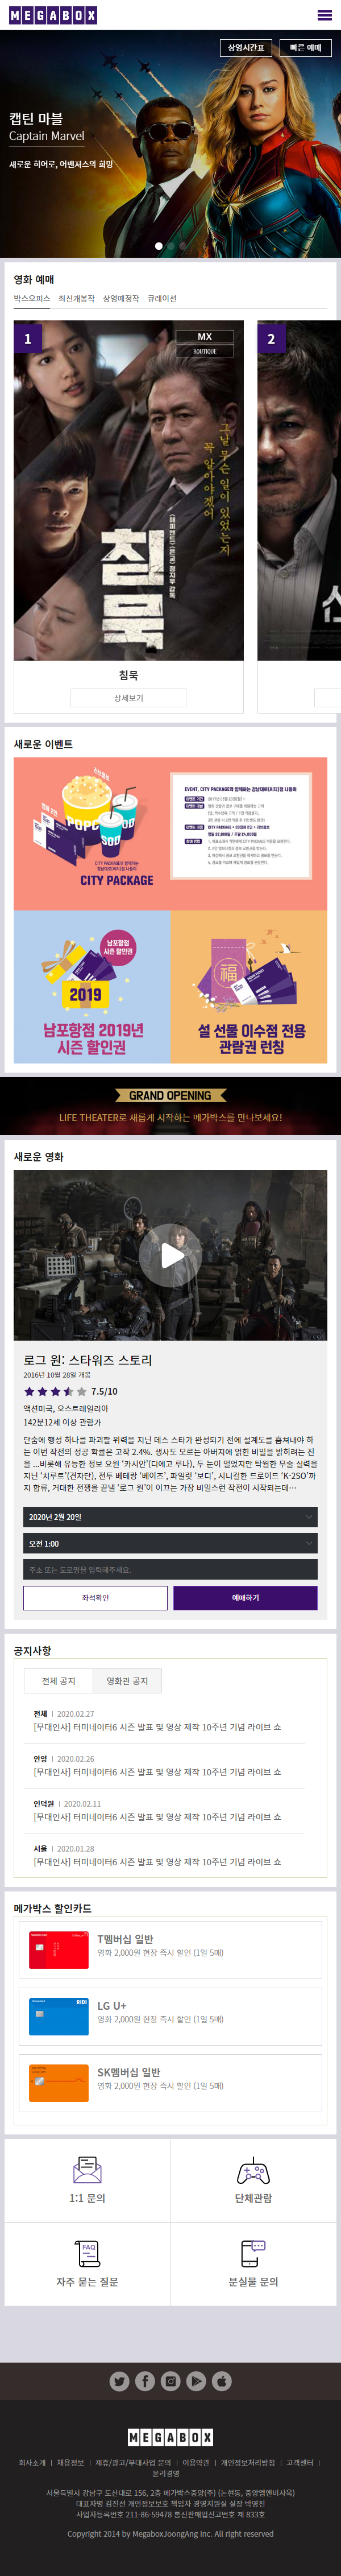 MEGABOX
상영시간표
빠른 예매
캡틴 마블
Captain Marvel
새로운 히어로, 어벤져스의 희망
영화 예매
박스오피스 최신개봉작 상영예정작 큐레이션
1
MX
BOUTIQUE
그날 무슨 일이 있었는지
꼭 알아야겠어
침묵
2
침묵
상세보기
새로운 이벤트
POPC
SODA
CITY PACKAGE와 함께하는
CITY PACKAGE
EVENT, CITY PACKAGE와 함께하는 강남대로(씨티)점 나들이
남포항점
시즌 할인권
2019
남포항점 2019년
시즌 할인권
福
설 선물 이수점 전용
관람권 런칭
GRAND OPENING
LIFE THEATER로 새롭게 시작하는 메가박스를 만나보세요!
새로운 영화
로그 원: 스타워즈 스토리
2016년 10월 28일 개봉
7.5/10
액션미국, 오스트레일리아
142분12세 이상 관람가
단숨에 행성 하나를 파괴할 위력을 지닌 데스 스타가 완성되기 전에 설계도를 훔쳐내야 하
는 이번 작전의 성공 확률은 고작 2.4%. 생사도 모르는 아버지에 얽힌 비밀을 밝히려는 진
을 ...비롯해 유능한 정보 요원 ‘카시안’(디에고 루나), 두 눈이 멀었지만 탁월한 무술 실력을
지닌 ‘치루트’(견자단), 전투 베테랑 ‘베이즈’, 파일럿 ‘보디’, 시니컬한 드로이드 ‘K-2SO’까
지 합류, 거대한 전쟁을 끝낼 ‘로그 원’이 이끄는 가장 비밀스런 작전이 시작되는데…
2020년 2월 20일
오전 1:00
주소 또는 도로명을 입력해주세요.
좌석확인
예매하기
공지사항
전체 공지
영화관 공지
전체 | 2020.02.27
[무대인사] 터미네이터6 시즌 발표 및 영상 제작 10주년 기념 라이브 쇼
안양 | 2020.02.26
[무대인사] 터미네이터6 시즌 발표 및 영상 제작 10주년 기념 라이브 쇼
인덕원 | 2020.02.11
[무대인사] 터미네이터6 시즌 발표 및 영상 제작 10주년 기념 라이브 쇼
서울 | 2020.01.28
[무대인사] 터미네이터6 시즌 발표 및 영상 제작 10주년 기념 라이브 쇼
메가박스 할인카드
T멤버십 일반
영화 2,000원 현장 즉시 할인 (1일 5매)
RIDI
LG U+
영화 2,000원 현장 즉시 할인 (1일 5매)
SK멤버십 일반
영화 2,000원 현장 즉시 할인 (1일 5매)
1:1 문의
단체관람
FAQ
자주 묻는 질문
분실물 문의
MEGABOX
회사소개 | 채용정보 | 제휴/광고/부대사업 문의 | 이용약관 | 개인정보처리방침 | 고객센터 |
윤리경영
서울특별시 강남구 도산대로 156, 2층 메가박스중앙(주) (논현동, 중앙엠앤비사옥)
대표자명 김진선 개인정보보호 책임자 경영지원실 실장 박영진
사업자등록번호 211-86-59478 통신판매업신고번호 제 833호
Copyright 2014 by MegaboxJoongAng Inc. All right reserved